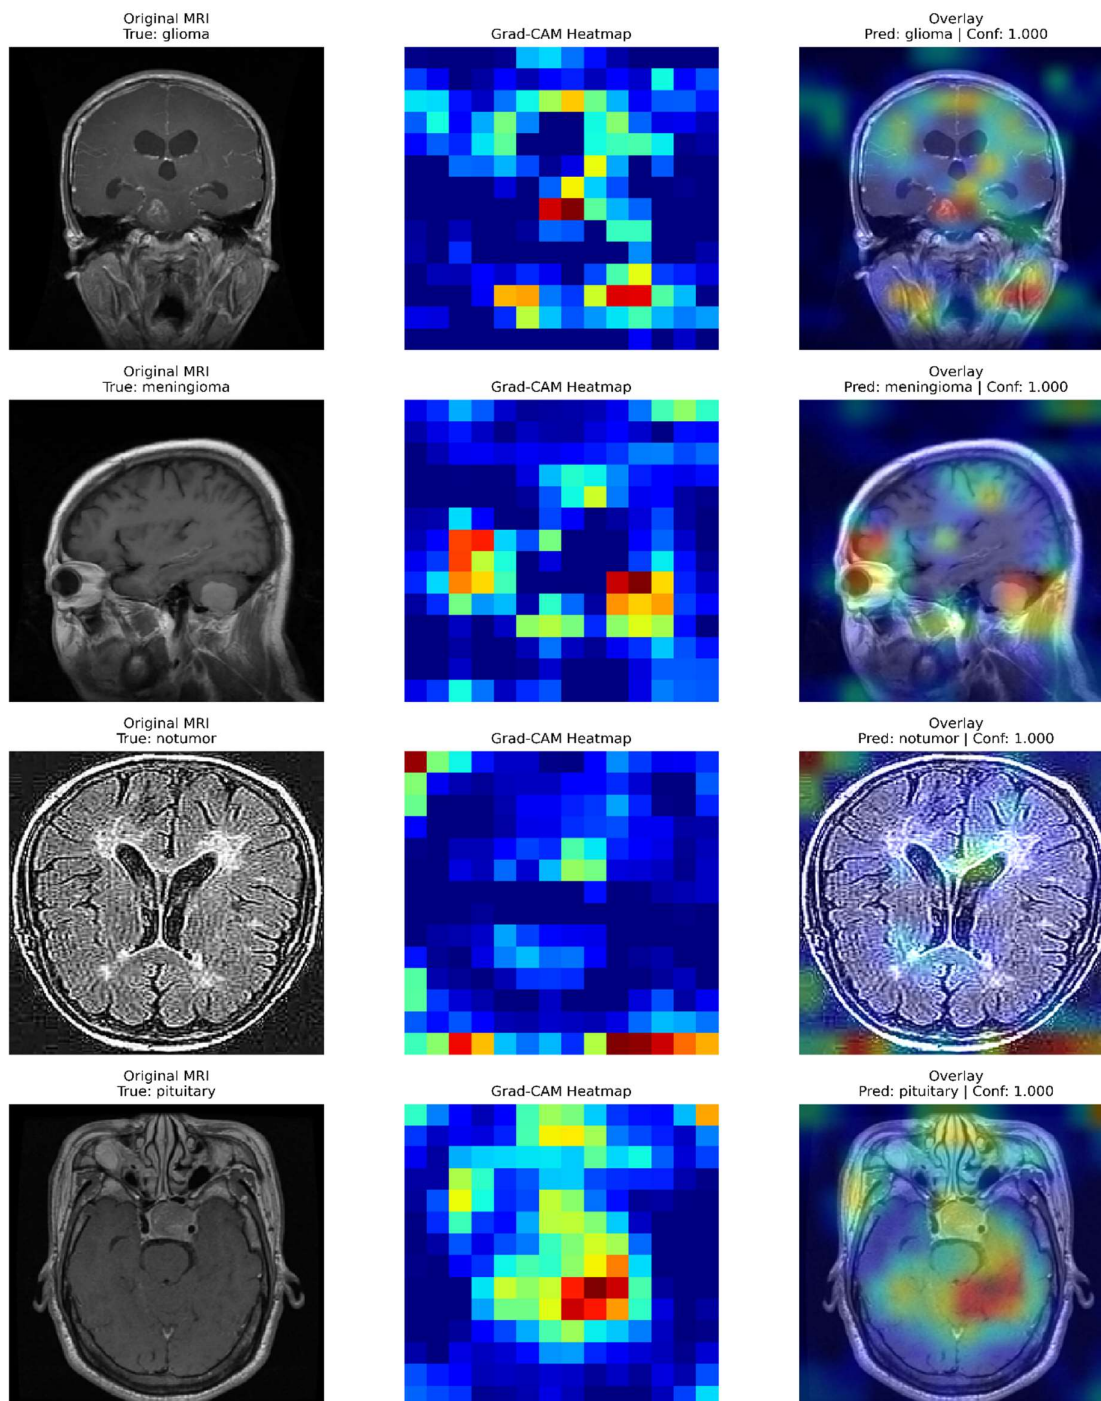 Original MRI
True: glioma
Grad-CAM Heatmap
Overlay
Pred: glioma | Conf: 1.000
Original MRI
True: meningioma
Grad-CAM Heatmap
Overlay
Pred: meningioma | Conf: 1.000
Original MRI
True: notumor
Grad-CAM Heatmap
Overlay
Pred: notumor | Conf: 1.000
Original MRI
True: pituitary
Grad-CAM Heatmap
Overlay
Pred: pituitary | Conf: 1.000